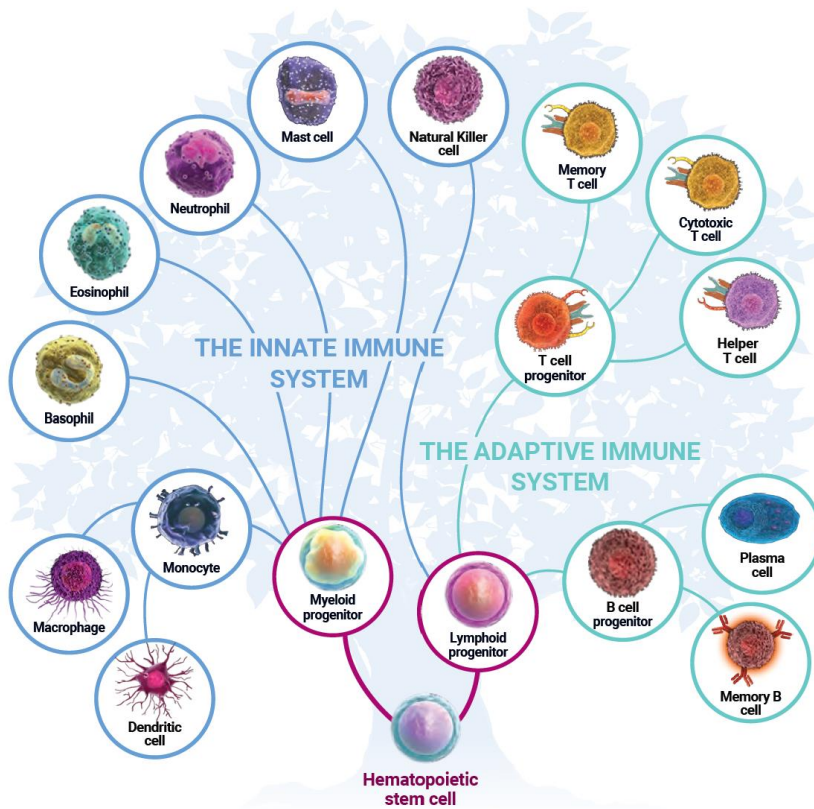 Mast cell
Natural Killer
cell
Memory
T cell
Neutrophil
Cytotoxic
T cell
Eosinophil
THE INNATE IMMUNE
SYSTEM
T cell
progenitor
Helper
T cell
Basophil
THE ADAPTIVE IMMUNE
SYSTEM
Monocyte
Plasma
cell
Macrophage
Myeloid
progenitor
Lymphoid
progenitor
B cell
progenitor
Memory B
cell
Dendritic
cell
Hematopoietic
stem cell